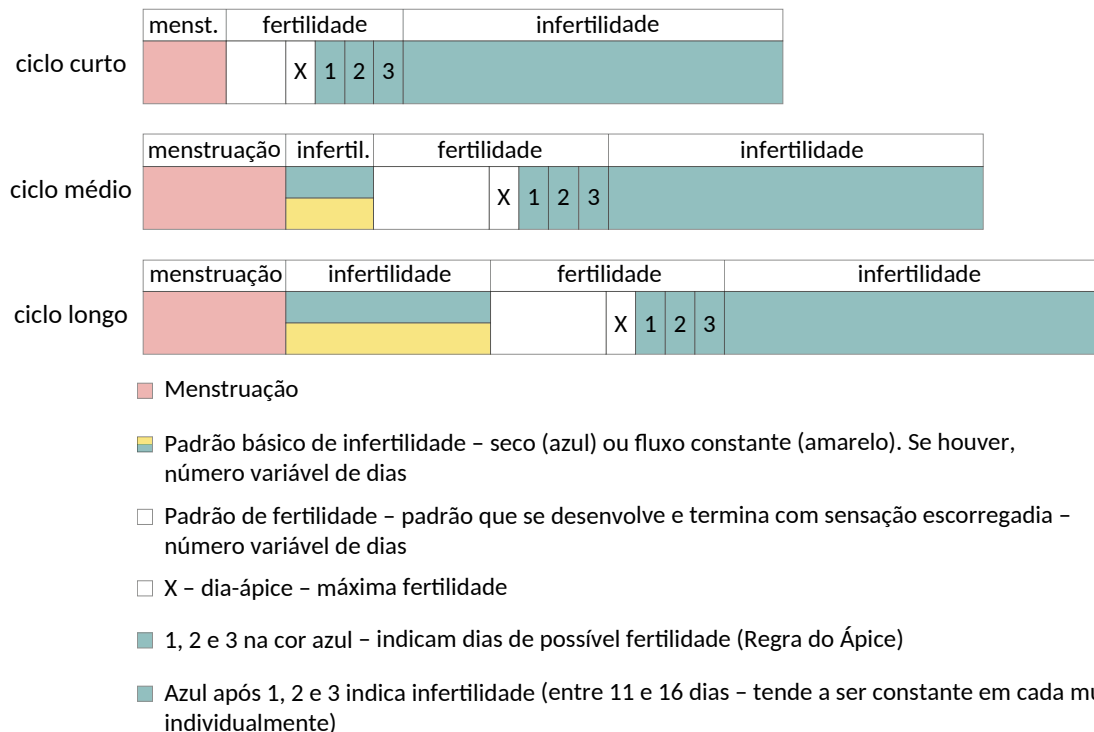 menst. fertilidade infertilidade
ciclo curto X 1 2 3
menstruação infertil. fertilidade infertilidade
ciclo médio X 1 2 3
menstruação infertilidade fertilidade infertilidade
ciclo longo X 1 2 3
Menstruação
Padrão básico de infertilidade – seco (azul) ou fluxo constante (amarelo). Se houver,
número variável de dias
Padrão de fertilidade – padrão que se desenvolve e termina com sensação escorregadia –
número variável de dias
X – dia-ápice – máxima fertilidade
1, 2 e 3 na cor azul – indicam dias de possível fertilidade (Regra do Ápice)
Azul após 1, 2 e 3 indica infertilidade (entre 11 e 16 dias – tende a ser constante em cada
individualmente)